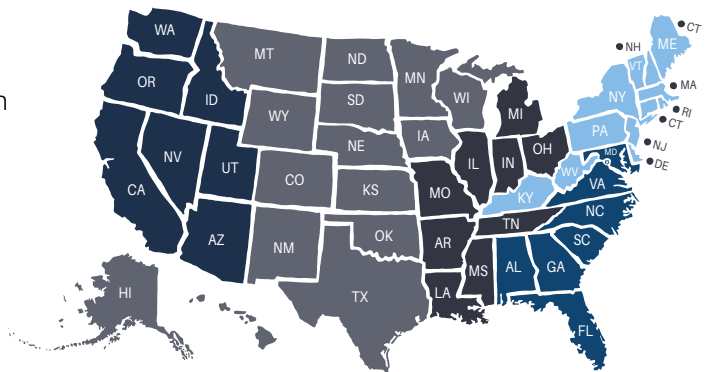 WA
CT
NH
ME
MT
ND
VT
MN
OR
WI
MA
ID
SD
NY
n
WY
MI
RI
CT
IA
PA
NE
NJ
OH
MD
NV
UT
IL
IN
DE
WV
CO
VA
CA
KS
MO
KY
NC
TN
OK
AZ
AR
SC
NM
MS
AL
GA
HI
LA
TX
FL